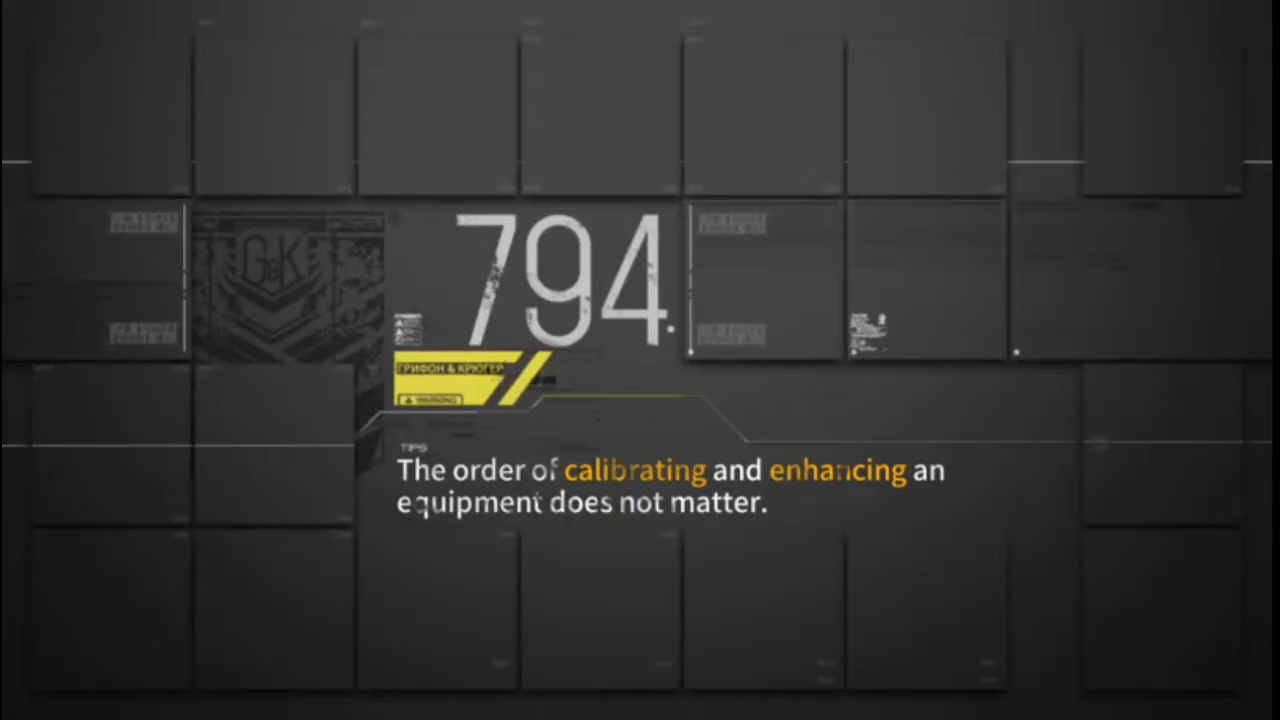 G&K
794.
ГРИФОН & КРЮГЕР
WARNING
TIPS
The order of calibrating and enhancing an
equipment does not matter.